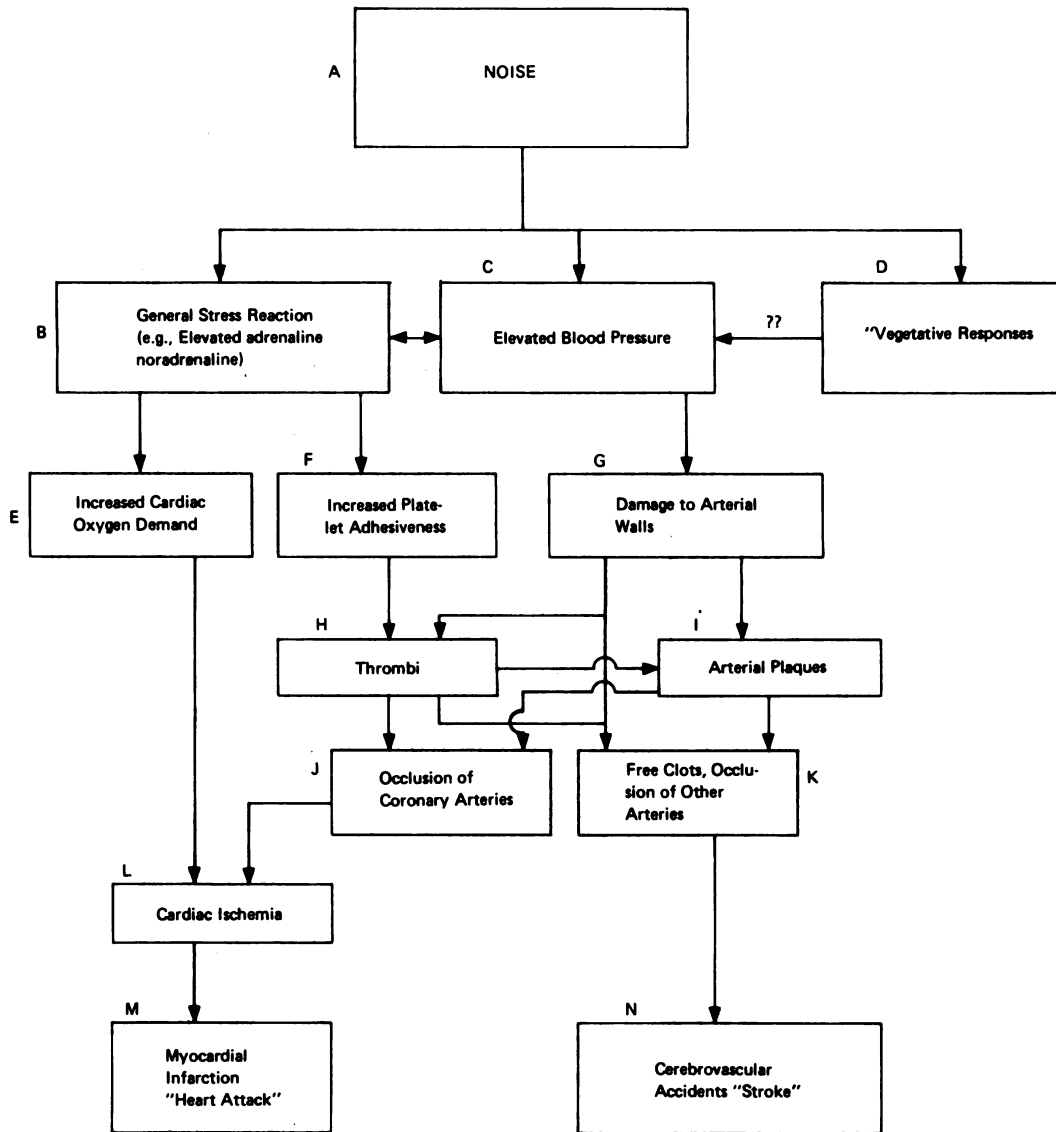 A
NOISE
C
D
B
General Stress Reaction
(e.g., Elevated adrenaline
noradrenaline)
Elevated Blood Pressure
??
"Vegetative Responses
F
G
E
Increased Cardiac
Oxygen Demand
Increased Plate-
let Adhesiveness
Damage to Arterial
Walls
H
I
Thrombi
Arterial Plaques
J
Occlusion of
Coronary Arteries
Free Clots, Occlu-
sion of Other
Arteries
K
L
Cardiac Ischemia
M
N
Myocardial
Infarction
"Heart Attack"
Cerebrovascular
Accidents "Stroke"